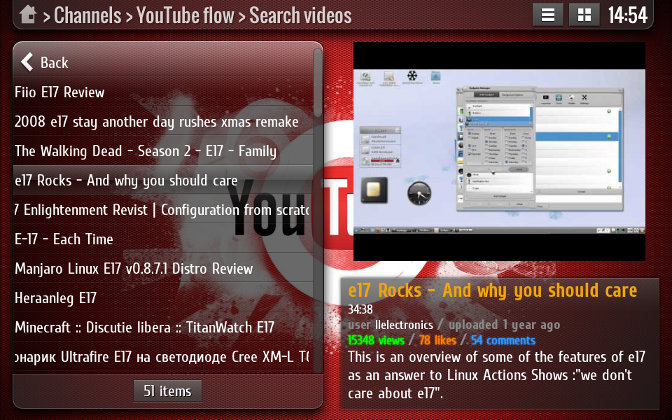 > Channels > YouTube flow > Search videos
14:54
Back
Fiio E17 Review
2008 e17 stay another day rushes xmas remake
The Walking Dead - Season 2 - E17 - Family
e17 Rocks - And why you should care
7 Enlightenment Revist | Configuration from scratc
E-17 - Each Time
Manjaro Linux E17 v0.8.7.1 Distro Review
Heraanleg E17
Minecraft :: Discutie libera :: TitanWatch E17
онарик Ultrafire E17 на светодиоде Cree XM-L T6
51 items
You
e17 Rocks - And why you should care
34:38
user llelectronics / uploaded 1 year ago
15348 views / 78 likes / 54 comments
This is an overview of some of the features of e17
as an answer to Linux Actions Shows :"we don't
care about e17".